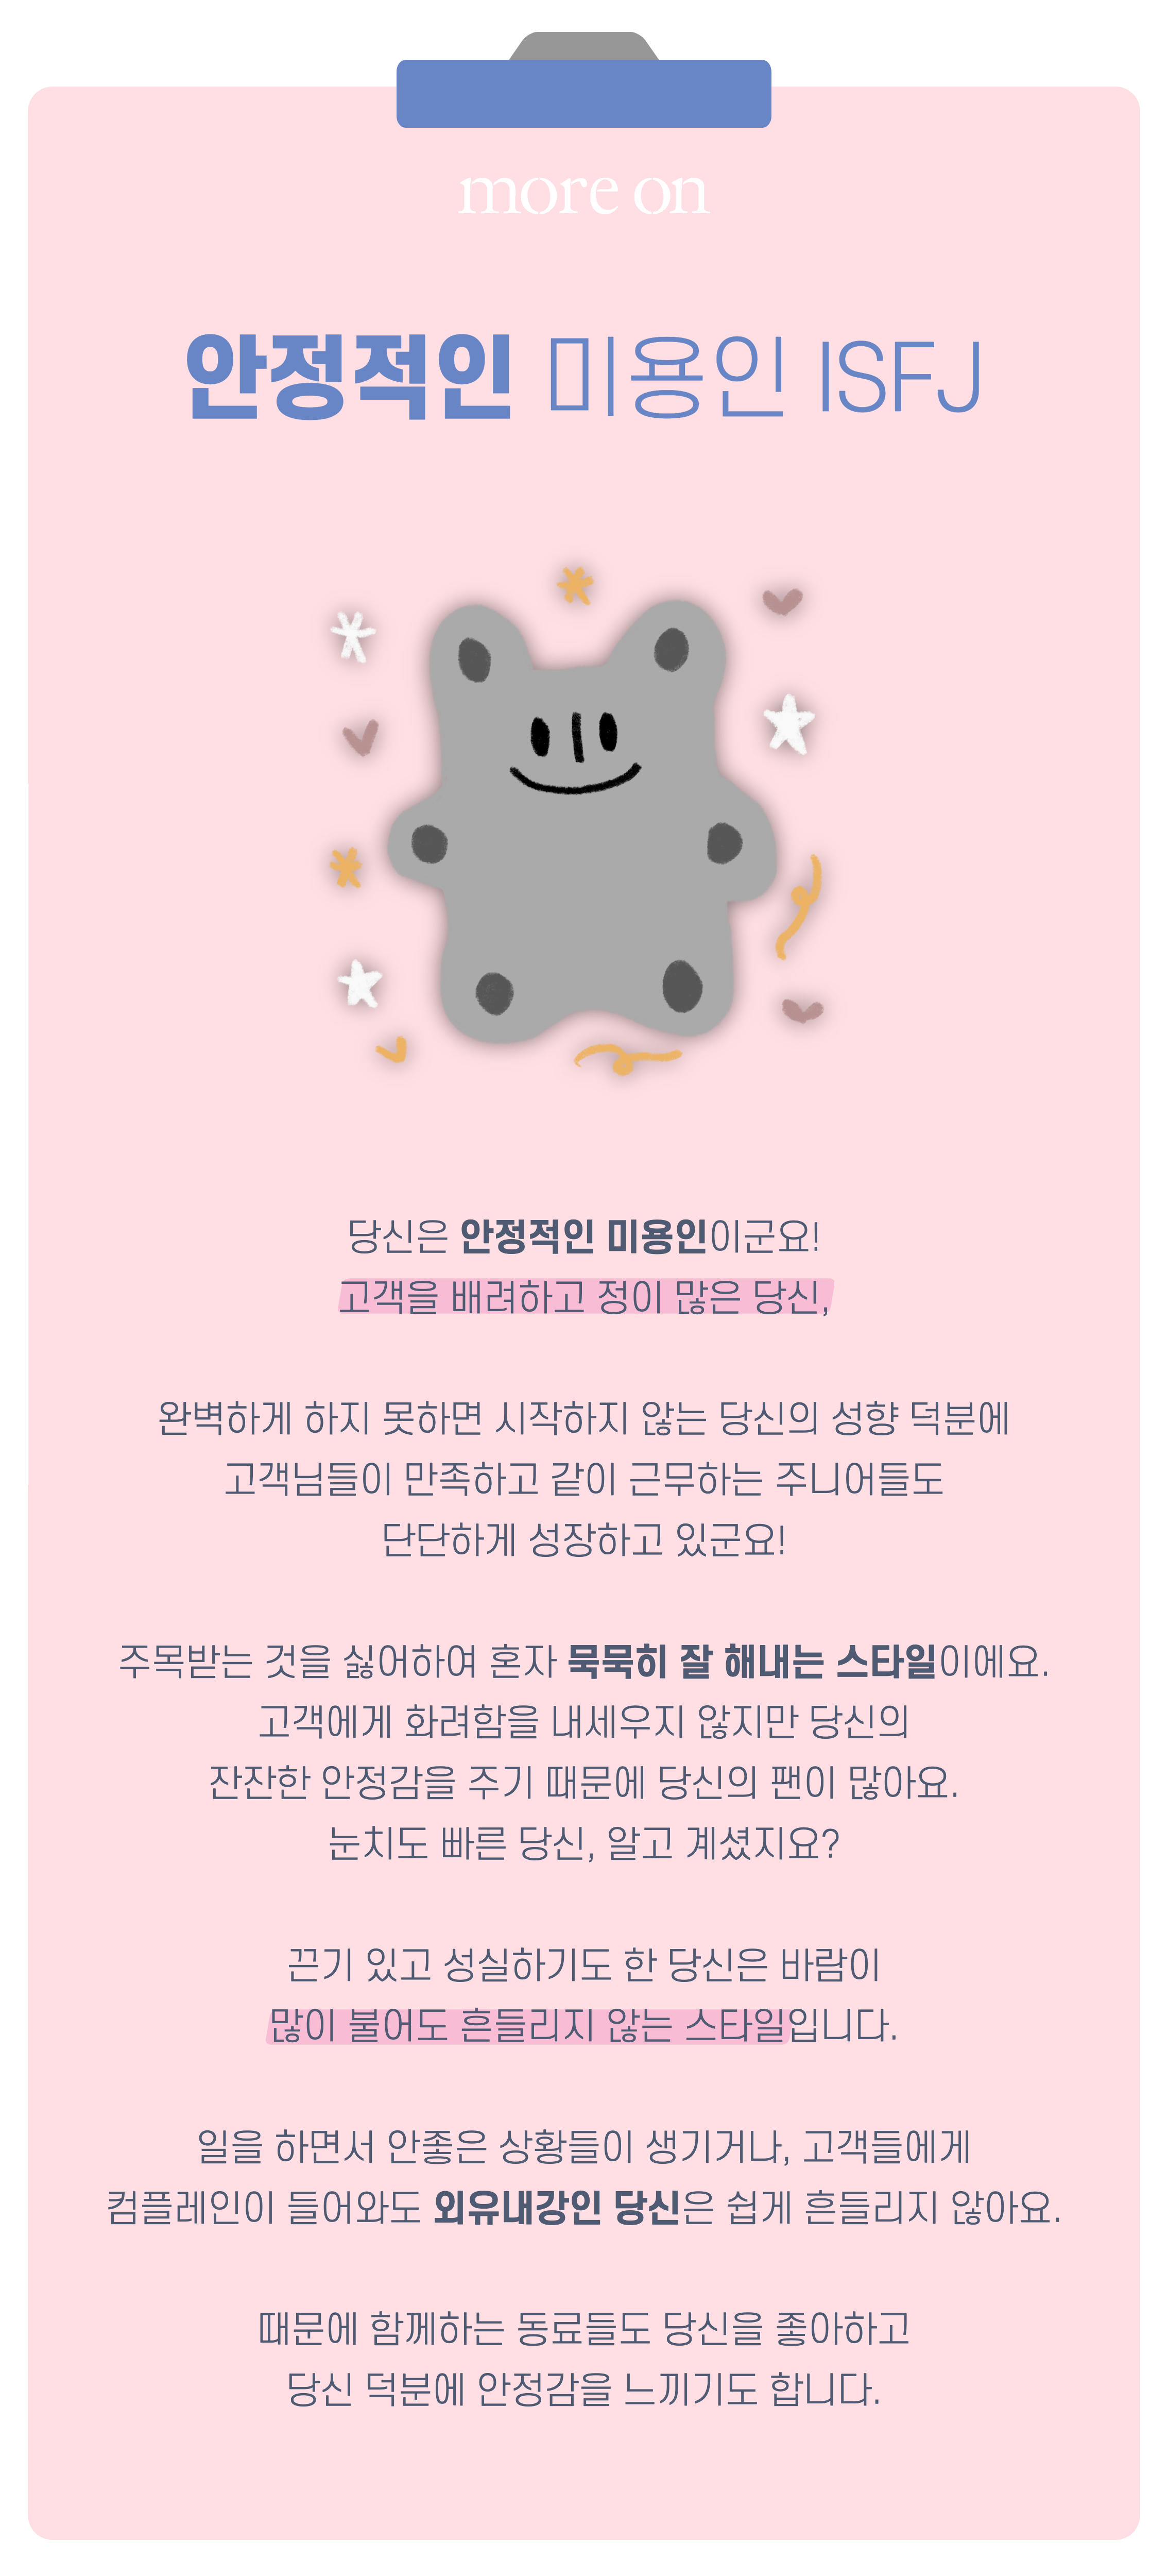 more on
안정적인 미용인 ISFJ
당신은 안정적인 미용인이군요!
고객을 배려하고 정이 많은 당신,
완벽하게 하지 못하면 시작하지 않는 당신의 성향 덕분에
고객님들이 만족하고 같이 근무하는 주니어들도
단단하게 성장하고 있군요!
주목받는 것을 싫어하여 혼자 묵묵히 잘 해내는 스타일이에요.
고객에게 화려함을 내세우지 않지만 당신의
잔잔한 안정감을 주기 때문에 당신의 팬이 많아요.
눈치도 빠른 당신, 알고 계셨지요?
끈기 있고 성실하기도 한 당신은 바람이
많이 불어도 흔들리지 않는 스타일입니다.
일을 하면서 안좋은 상황들이 생기거나, 고객들에게
컴플레인이 들어와도 외유내강인 당신은 쉽게 흔들리지 않아요.
때문에 함께하는 동료들도 당신을 좋아하고
당신 덕분에 안정감을 느끼기도 합니다.